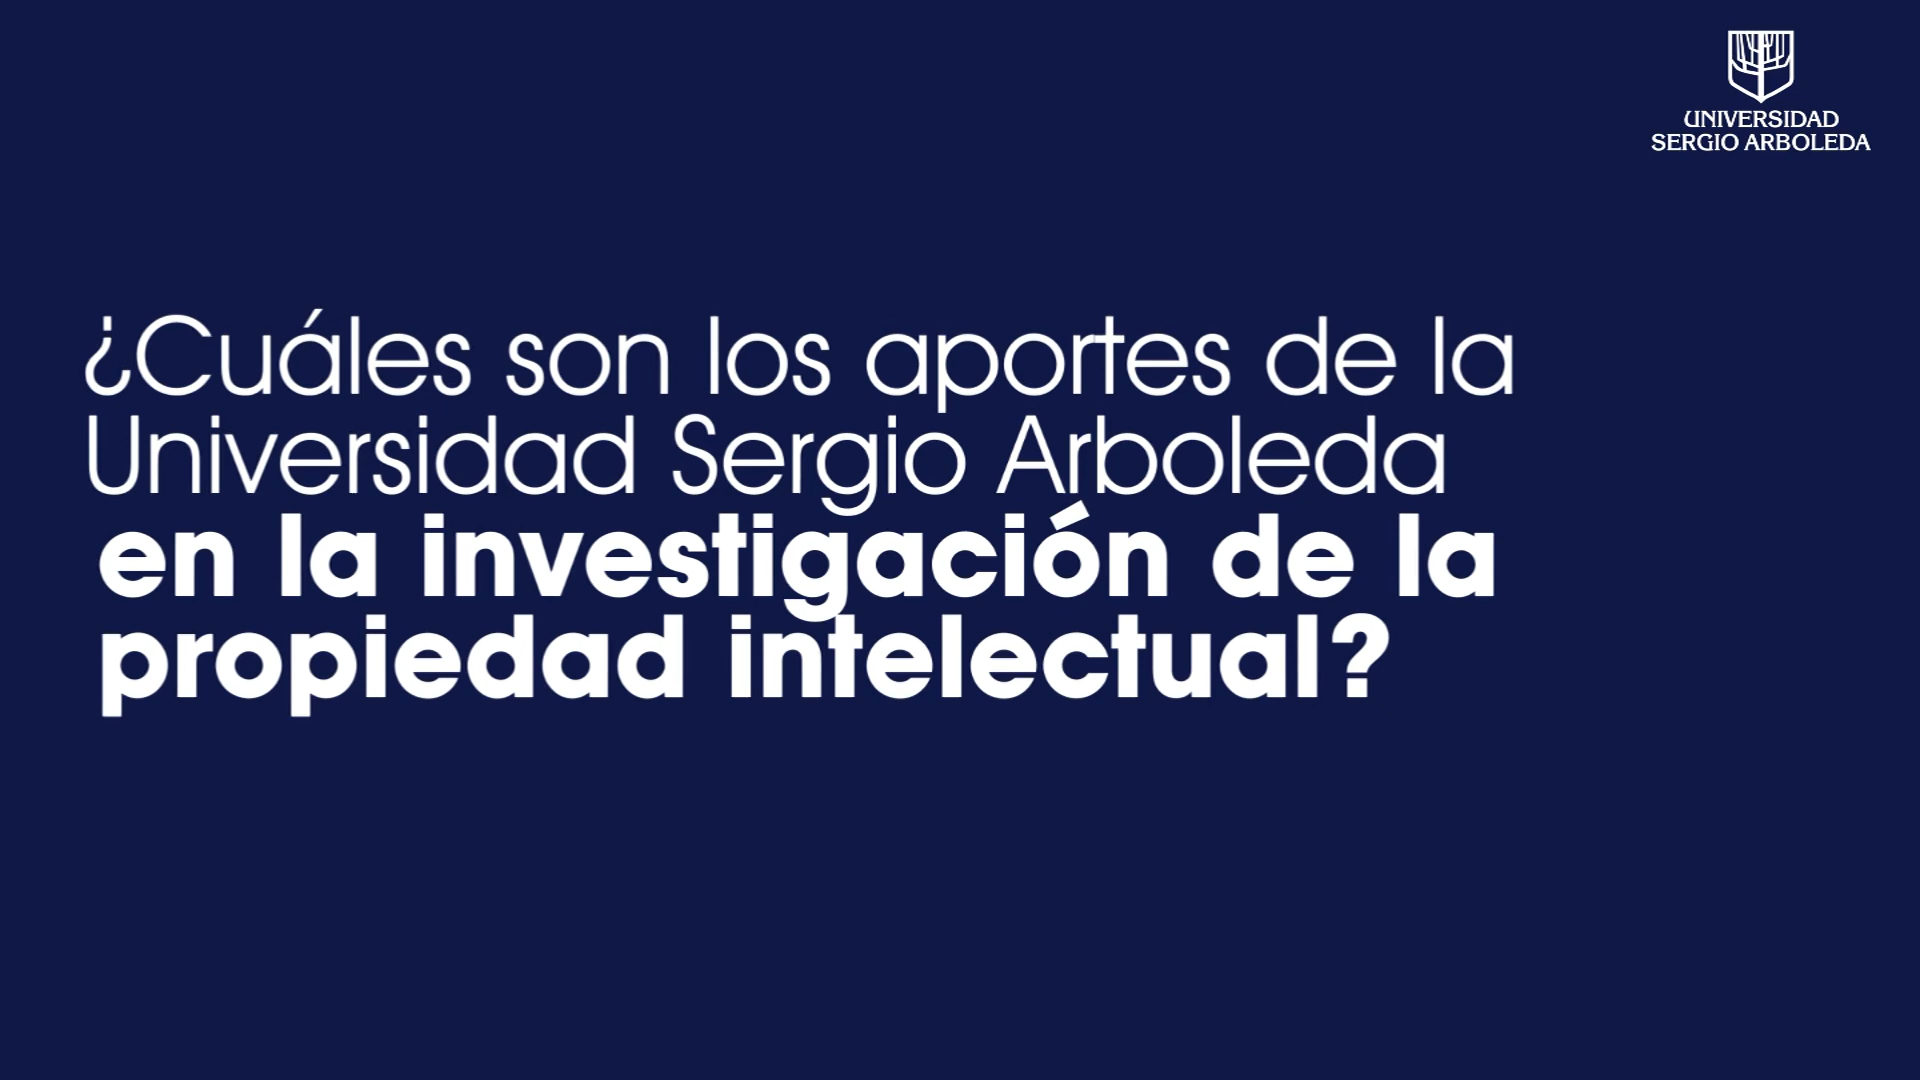 UNIVERSIDAD
SERGIO ARBOLEDA
¿Cuáles son los aportes de la
Universidad Sergio Arboleda
en la investigación de la
propiedad intelectual?